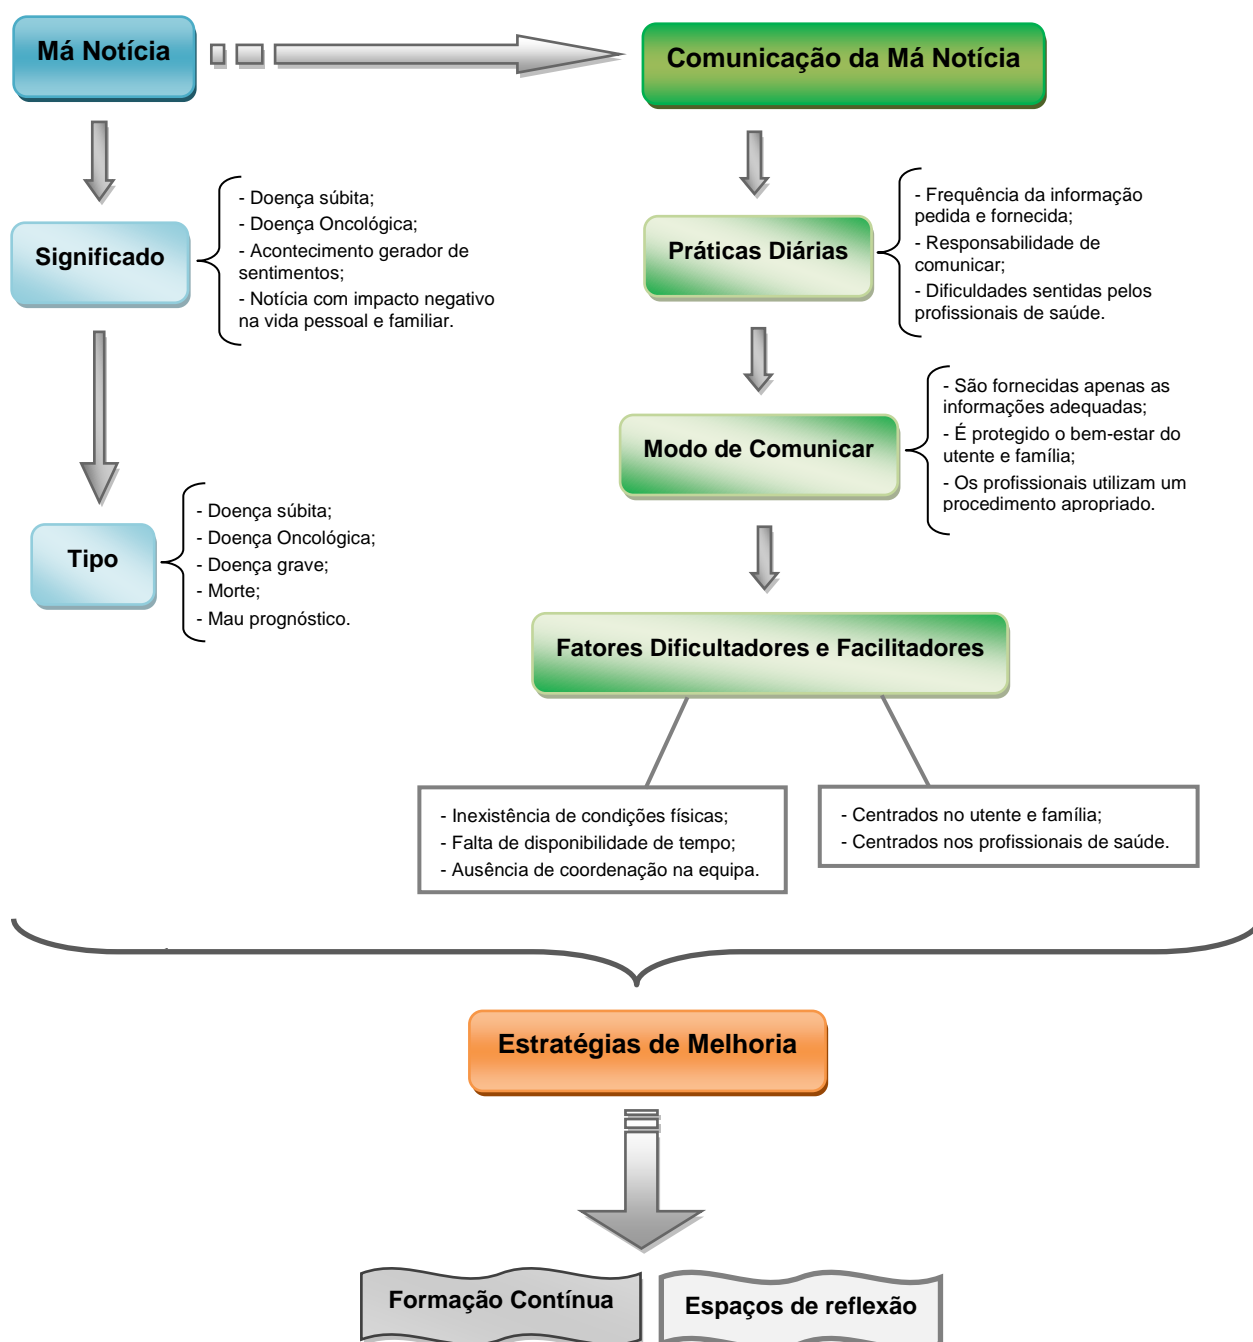 Má Notícia
Comunicação da Má Notícia
Significado
- Doença súbita;
- Doença Oncológica;
- Acontecimento gerador de
sentimentos;
- Notícia com impacto negativo
na vida pessoal e familiar.
Práticas Diárias
- Frequência da informação
pedida e fornecida;
- Responsabilidade de
comunicar;
- Dificuldades sentidas pelos
profissionais de saúde.
Modo de Comunicar
- São fornecidas apenas as
informações adequadas;
- É protegido o bem-estar do
utente e família;
- Os profissionais utilizam um
procedimento apropriado.
Tipo
- Doença súbita;
- Doença Oncológica;
- Doença grave;
- Morte;
- Mau prognóstico.
Fatores Dificultadores e Facilitadores
- Inexistência de condições físicas;
- Falta de disponibilidade de tempo;
- Ausência de coordenação na equipa.
- Centrados no utente e família;
- Centrados nos profissionais de saúde.
Estratégias de Melhoria
Formação Contínua
Espaços de reflexão